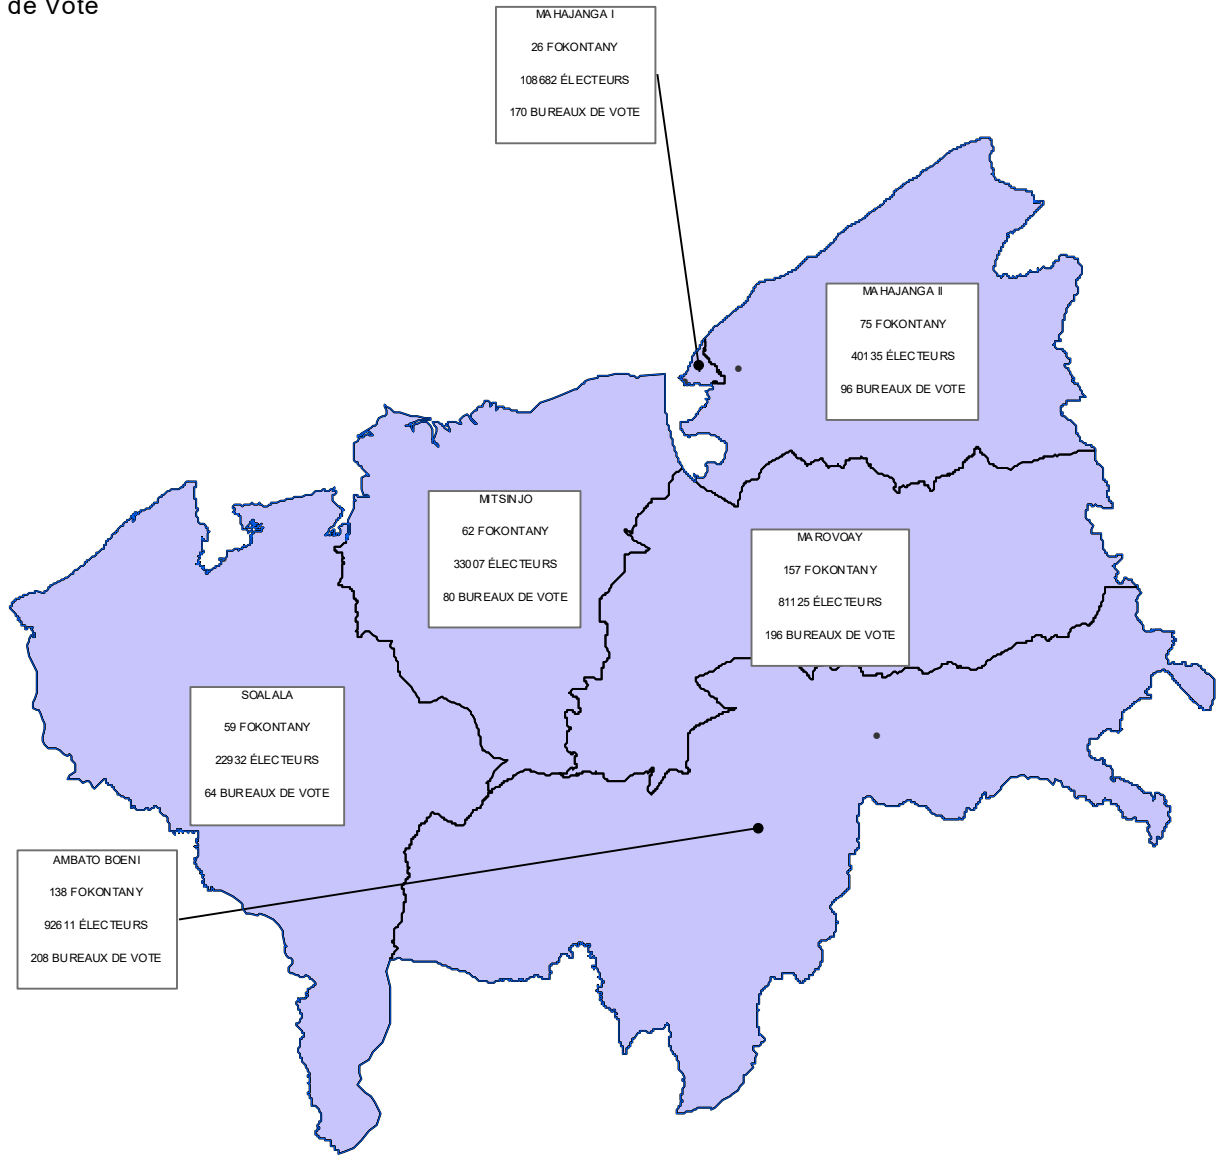 de Vote
MAHAJANGA I
26 FOKONTANY
108682 ÉLECTEURS
170 BUREAUX DE VOTE
MAHAJANGA II
75 FOKONTANY
40135 ÉLECTEURS
96 BUREAUX DE VOTE
MITSINJO
62 FOKONTANY
33007 ÉLECTEURS
80 BUREAUX DE VOTE
MAROVOAY
157 FOKONTANY
81125 ÉLECTEURS
196 BUREAUX DE VOTE
SOALALA
59 FOKONTANY
22932 ÉLECTEURS
64 BUREAUX DE VOTE
AMBATO BOENI
138 FOKONTANY
92611 ÉLECTEURS
208 BUREAUX DE VOTE